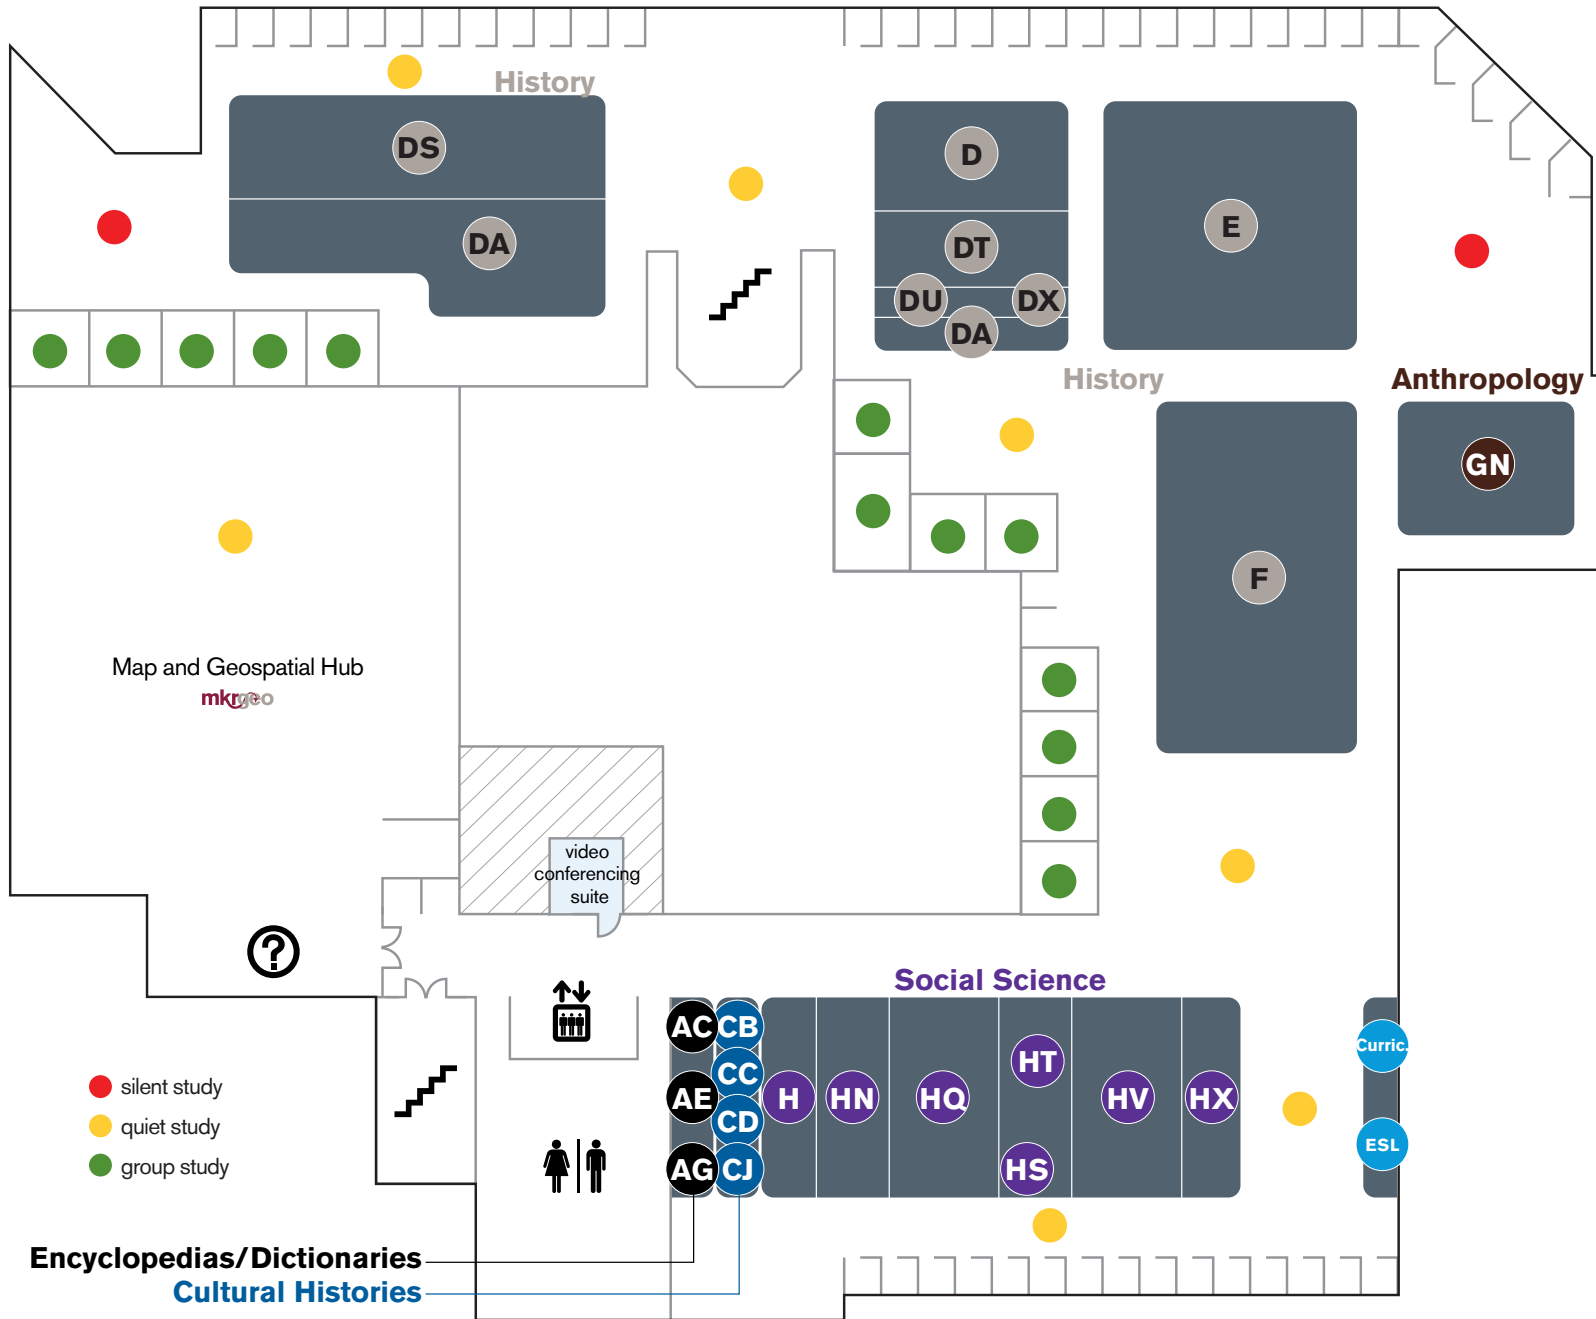 History
DS
DA
D
DT
DU
DX
DA
E
History
Anthropology
GN
F
Map and Geospatial Hub
mkrgeo
video
conferencing
suite
?
Social Science
AC
CB
CC
HT
Curric.
AE
CD
H
HN
HQ
HV
HX
AG
CJ
HS
ESL
silent study
quiet study
group study
Encyclopedias/Dictionaries
Cultural Histories